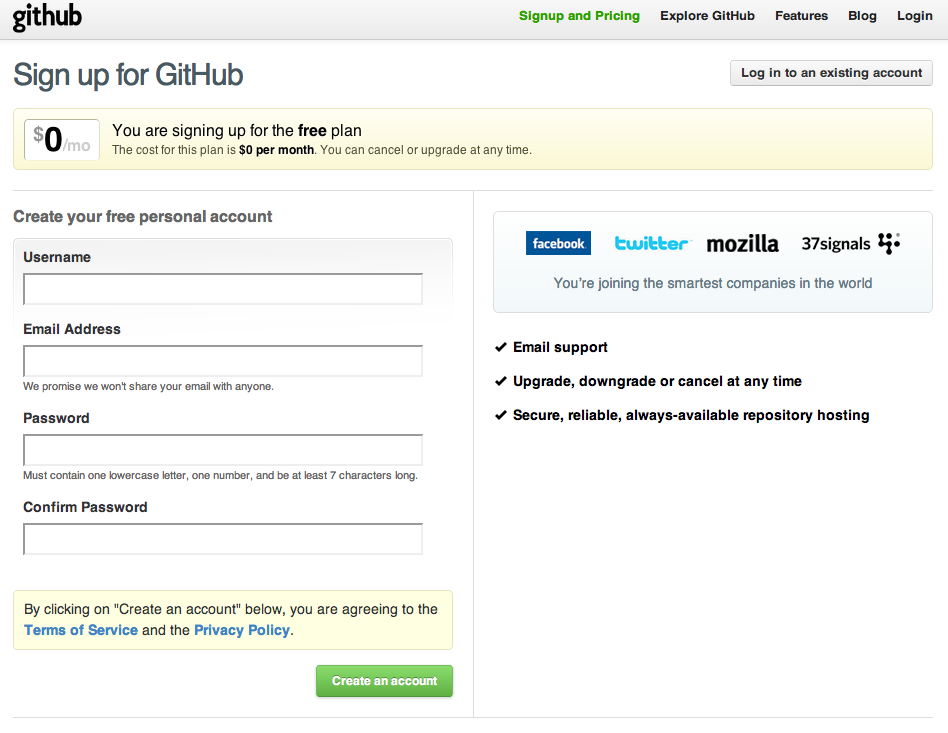 github
Signup and Pricing Explore GitHub Features Blog Login
Sign up for GitHub
Log in to an existing account
$0/mo
You are signing up for the free plan
The cost for this plan is $0 per month. You can cancel or upgrade at any time.
Create your free personal account
Username
Email Address
We promise we won't share your email with anyone.
Password
Must contain one lowercase letter, one number, and be at least 7 characters long.
Confirm Password
By clicking on "Create an account" below, you are agreeing to the
Terms of Service and the Privacy Policy.
Create an account
facebook twitter mozilla 37signals
You’re joining the smartest companies in the world
✔ Email support
✔ Upgrade, downgrade or cancel at any time
✔ Secure, reliable, always-available repository hosting